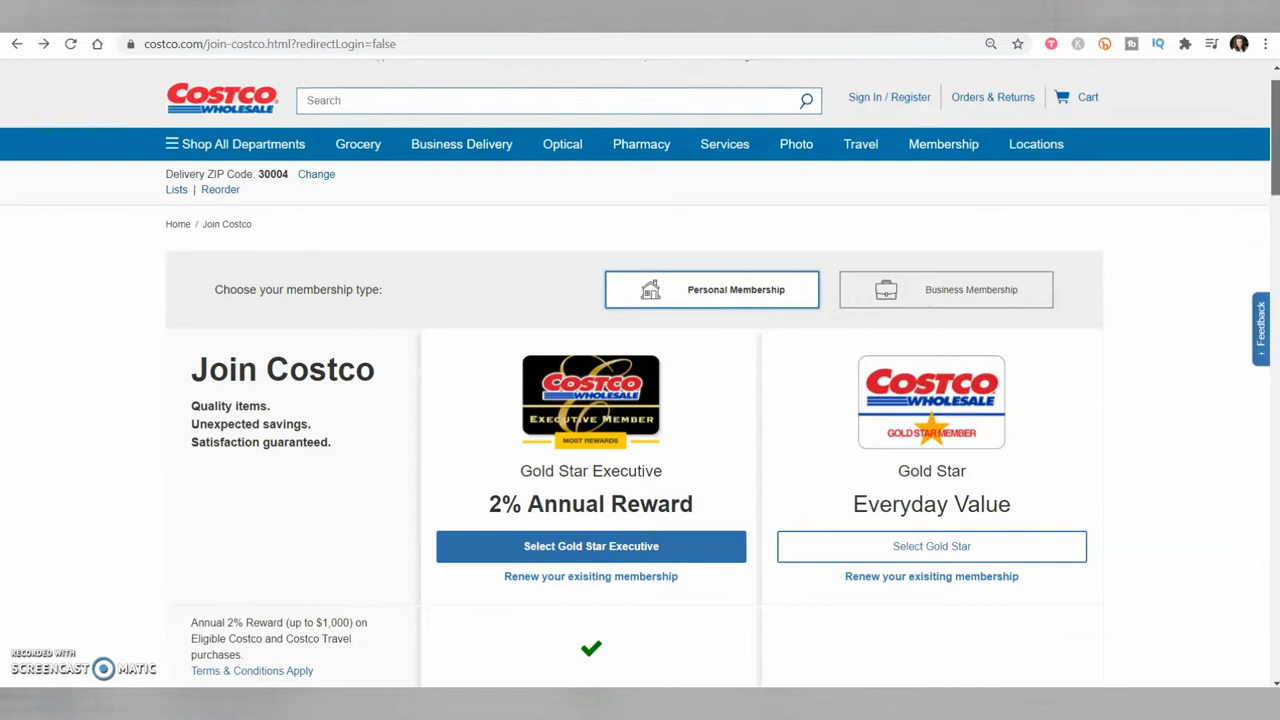 costco.com/join-costco.html?redirectLogin=false
COSTCO
WHOLESALE
Search
Sign In / Register
Orders & Returns
Cart
Shop All Departments
Grocery
Business Delivery
Optical
Pharmacy
Services
Photo
Travel
Membership
Locations
Delivery ZIP Code: 30004 Change
Lists | Reorder
Home / Join Costco
Choose your membership type:
Personal Membership
Business Membership
+ Feedback
Join Costco
Quality items.
Unexpected savings.
Satisfaction guaranteed.
COSTCO
WHOLESALE
EXECUTIVE MEMBER
MOST REWARDS
Gold Star Executive
2% Annual Reward
Select Gold Star Executive
Renew your exisiting membership
COSTCO
WHOLESALE
GOLD STAR MEMBER
Gold Star
Everyday Value
Select Gold Star
Renew your exisiting membership
Annual 2% Reward (up to $1,000) on
Eligible Costco and Costco Travel
purchases.
Terms & Conditions Apply
RECORDED WITH
SCREENCAST MATIC